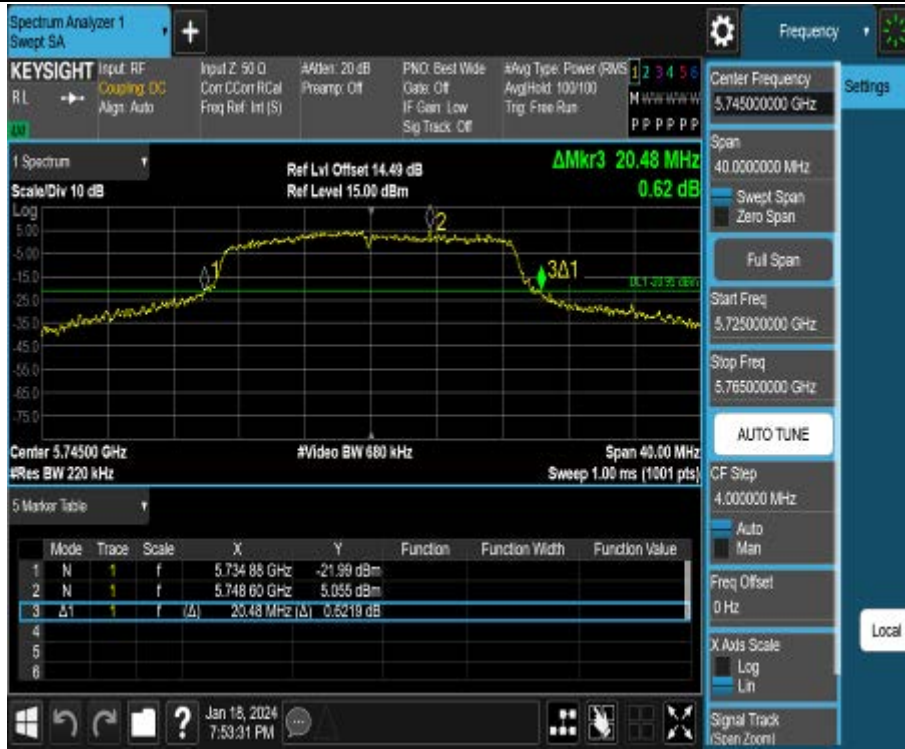 Spectrum Analyzer 1
Swept SA
+
Frequency
KEYSIGHT
RL
Input: RF
Coupling: DC
Align: Auto
Input Z: 50 Ω
Corr CCorr RCal
Freq Ref: Int (S)
#Atten: 20 dB
Preamp: Off
PNO: Best Wide
Gate: Off
IF Gain: Low
Sig Track: Off
#Avg Type: Power (RMS
Avg|Hold: 100/100
Trig: Free Run
1 2 3 4 5 6
M W W W W W
P P P P P P
1 Spectrum
Scale/Div 10 dB
Ref Lvl Offset 14.49 dB
Ref Level 15.00 dBm
ΔMkr3 20.48 MHz
0.62 dB
Log
5.00
-5.00
-15.0
-25.0
-35.0
-45.0
-55.0
-65.0
-75.0
1
2
3Δ1
Center 5.74500 GHz
#Res BW 220 kHz
#Video BW 680 kHz
Span 40.00 MHz
Sweep 1.00 ms (1001 pts)
5 Marker Table
Mode Trace Scale X Y Function Function Width Function Value
1 N 1 f 5.734 88 GHz -21.99 dBm
2 N 1 f 5.748 60 GHz 5.055 dBm
3 Δ1 1 f (Δ) 20.48 MHz (Δ) 0.6219 dB
4
5
6
?
Jan 18, 2024
7:53:31 PM
Center Frequency
5.745000000 GHz
Settings
Span
40.0000000 MHz
Swept Span
Zero Span
Full Span
Start Freq
5.725000000 GHz
Stop Freq
5.765000000 GHz
AUTO TUNE
CF Step
4.000000 MHz
Auto
Man
Freq Offset
0 Hz
X Axis Scale
Log
Lin
Local
Signal Track
(Span Zoom)